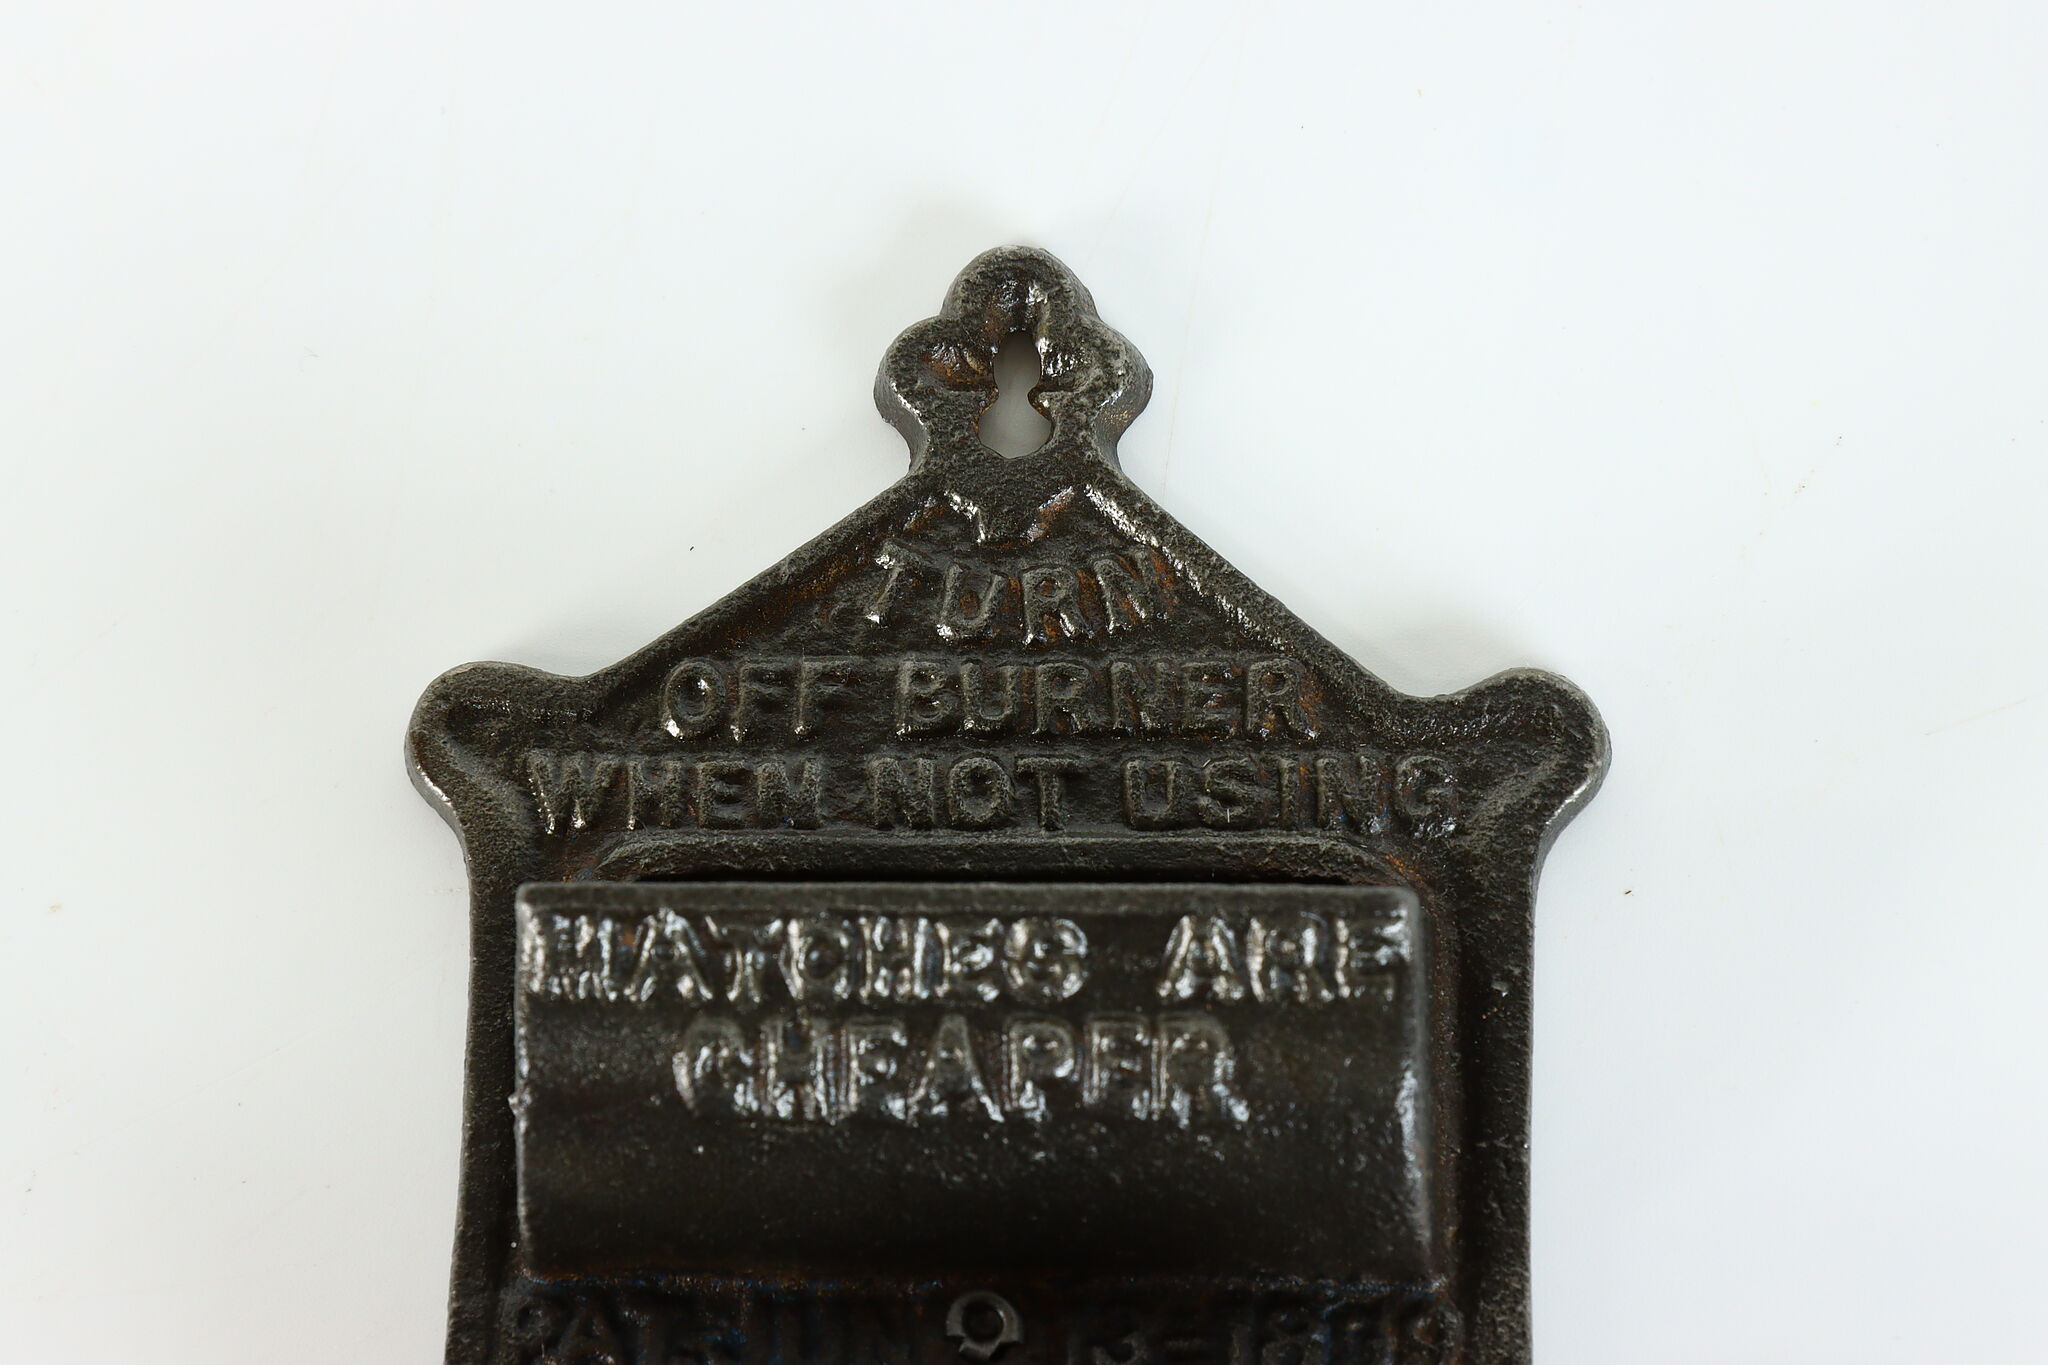 TURN
OFF BURNER
WHEN NOT USING
MATCHES ARE
CHEAPER